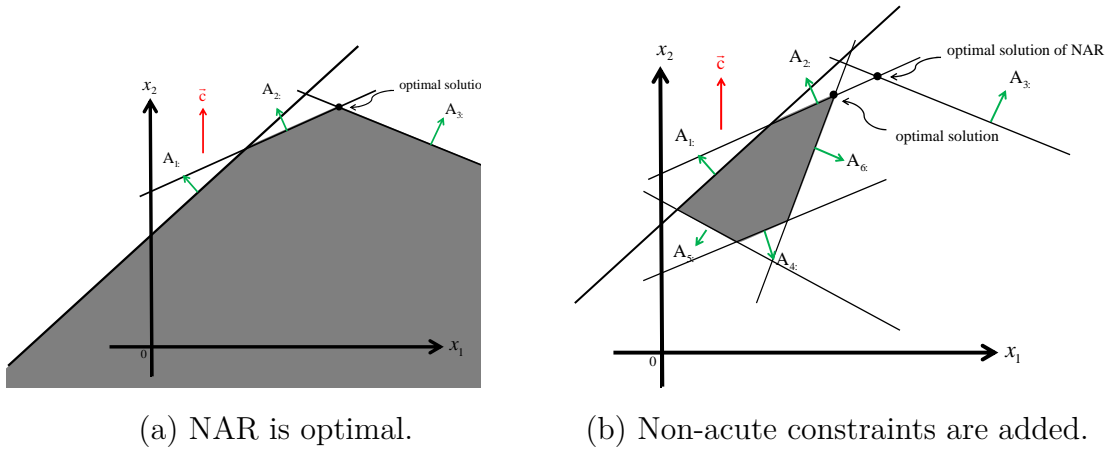 x₂
c⃗
A₂:
optimal solutio
A₃:
A₁:
0
x₁
(a) NAR is optimal.
x₂
c⃗
A₂:
optimal solution of NAR
A₃:
optimal solution
A₁:
A₆:
A₅:
A₄:
0
x₁
(b) Non-acute constraints are added.